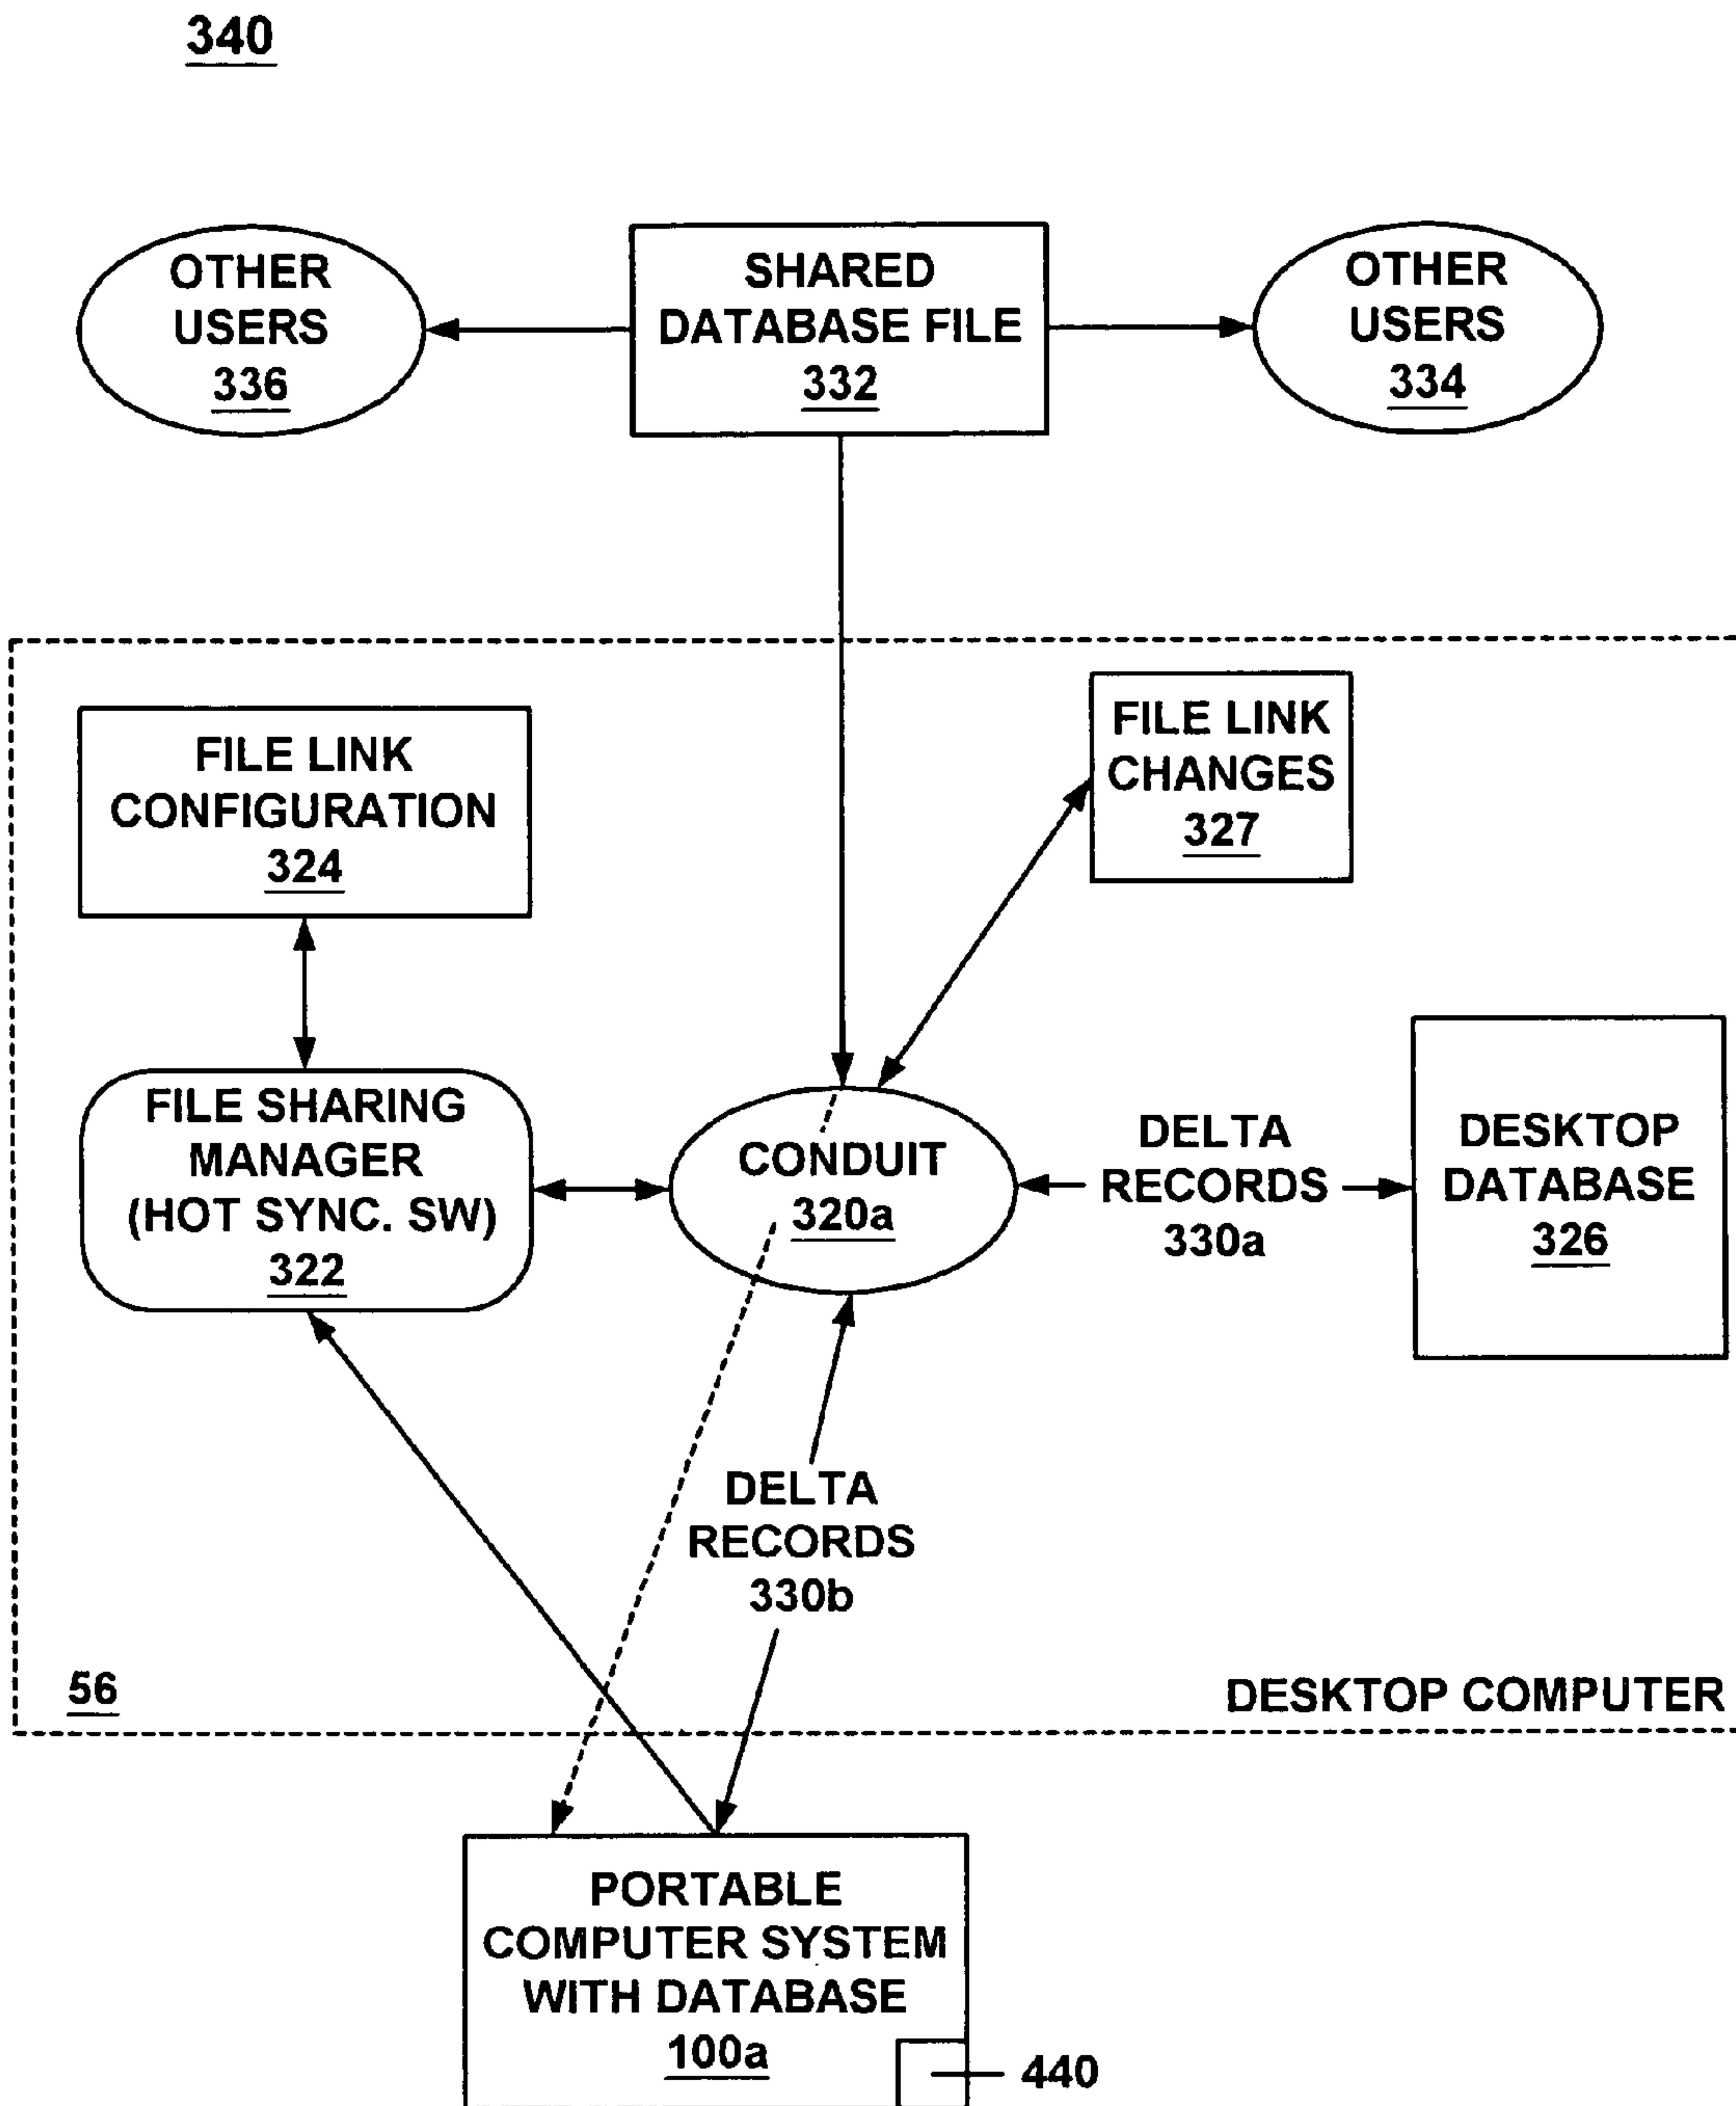 340
OTHER
USERS
336
SHARED
DATABASE FILE
332
OTHER
USERS
334
FILE LINK
CONFIGURATION
324
FILE LINK
CHANGES
327
FILE SHARING
MANAGER
(HOT SYNC. SW)
322
CONDUIT
320a
DELTA
RECORDS
330a
DESKTOP
DATABASE
326
DELTA
RECORDS
330b
56
DESKTOP COMPUTER
PORTABLE
COMPUTER SYSTEM
WITH DATABASE
100a
440